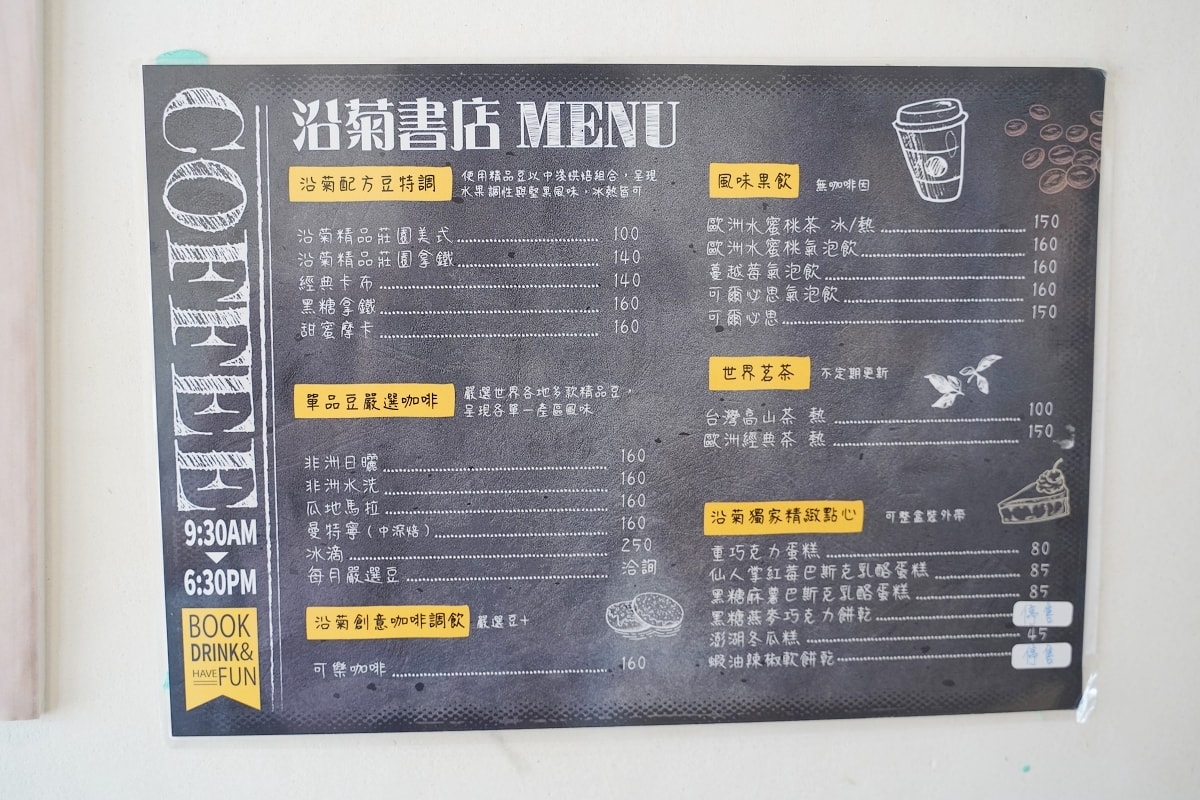 COFFEE
9:30AM
6:30PM
BOOK
DRINK&
HAVE FUN
沿菊書店 MENU
沿菊配方豆特調
使用精品豆以中淺烘焙組合，呈現
水果調性與堅果風味，冰熱皆可
沿菊精品莊園美式 100
沿菊精品莊園拿鐵 140
經典卡布 140
黑糖拿鐵 160
甜蜜摩卡 160
單品豆嚴選咖啡
嚴選世界各地多款精品豆，
呈現各單一產區風味
非洲日曬 160
非洲水洗 160
瓜地馬拉 160
曼特寧（中深焙） 160
冰滴 250
每月嚴選豆 洽詢
沿菊創意咖啡調飲 嚴選豆+
可樂咖啡 160
風味果飲 無咖啡因
歐洲水蜜桃茶 冰/熱 150
歐洲水蜜桃氣泡飲 160
蔓越莓氣泡飲 160
可爾必思氣泡飲 160
可爾必思 150
世界茗茶 不定期更新
台灣高山茶 熱 100
歐洲經典茶 熱 150
沿菊獨家精緻點心 可整盒裝外帶
重巧克力蛋糕 80
仙人掌紅莓巴斯克乳酪蛋糕 85
黑糖麻薯巴斯克乳酪蛋糕 85
黑糖燕麥巧克力餅乾 停售
澎湖冬瓜糕 45
蝦油辣椒軟餅乾 停售